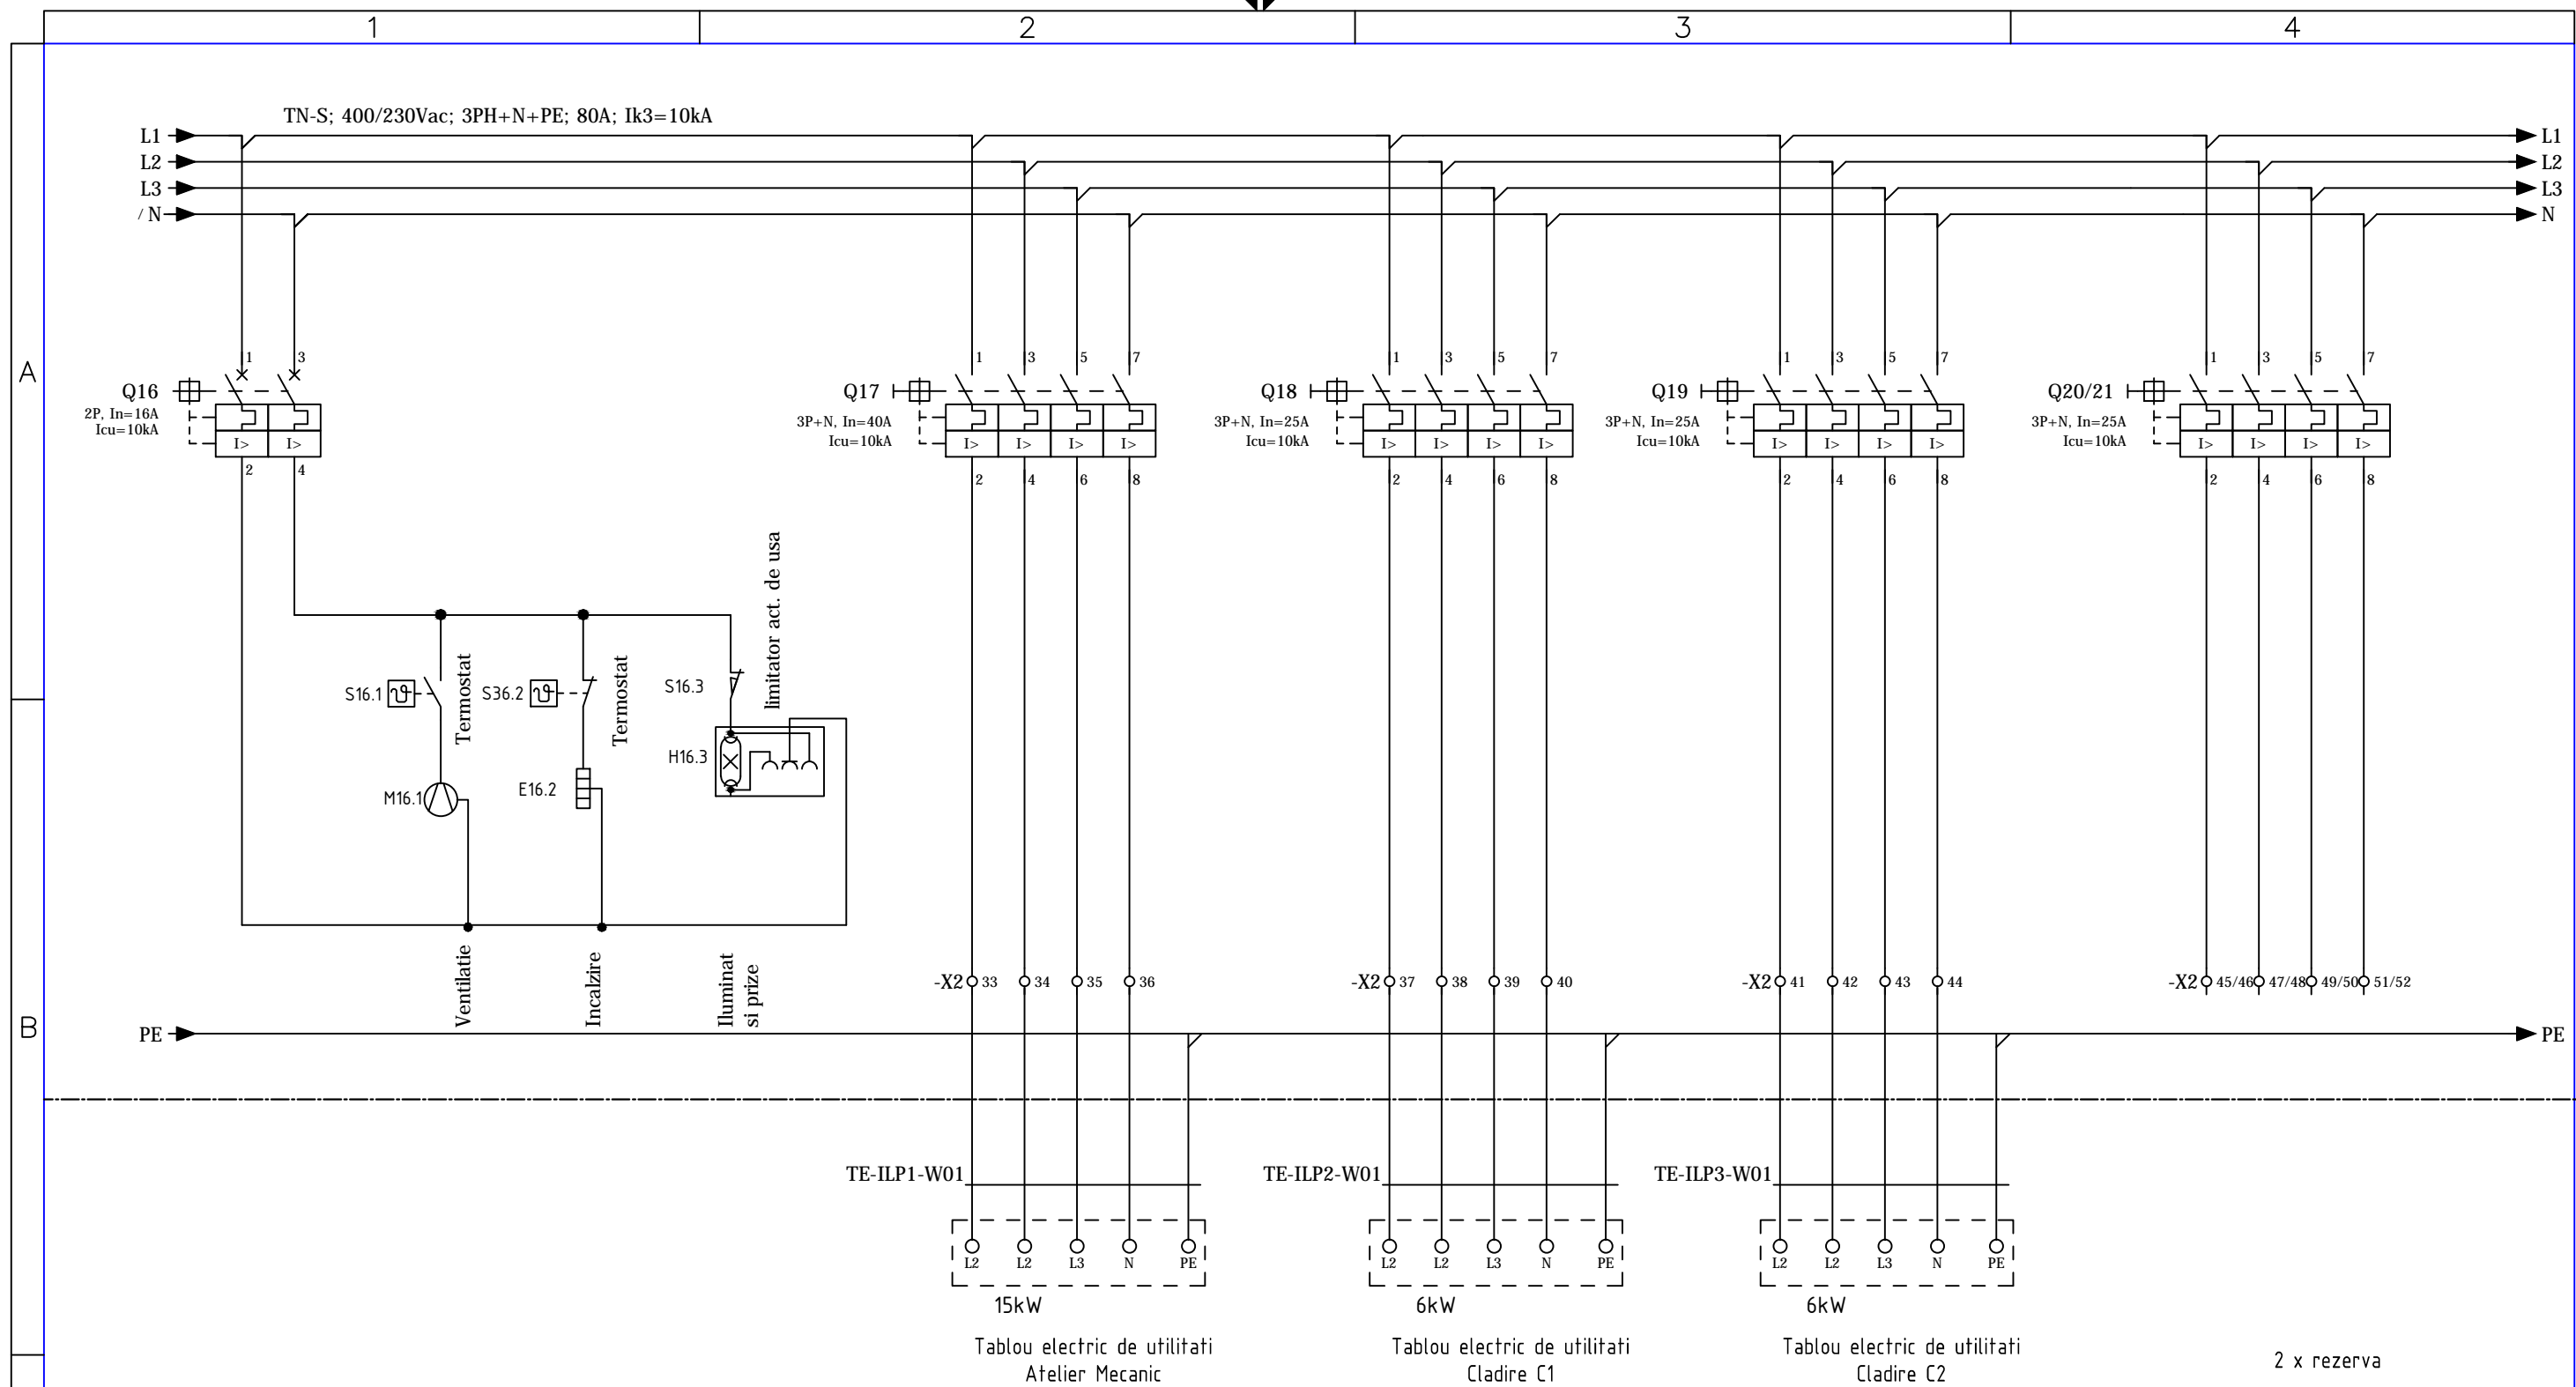 1 2 3 4
TN-S; 400/230Vac; 3PH+N+PE; 80A; Ik3=10kA
L1 L1
L2 L2
L3 L3
/ N N
A
1 3 1 3 5 7 1 3 5 7 1 3 5 7 1 3 5 7
Q16 Q17 Q18 Q19 Q20/21
2P, In=16A
Icu=10kA
3P+N, In=40A
Icu=10kA
3P+N, In=25A
Icu=10kA
3P+N, In=25A
Icu=10kA
3P+N, In=25A
Icu=10kA
I> I> I> I> I> I> I> I> I> I> I> I> I> I> I> I> I> I>
2 4 2 4 6 8 2 4 6 8 2 4 6 8 2 4 6 8
limitator act. de usa
S16.1 ϑ Termostat
S36.2 ϑ Termostat
S16.3
H16.3
M16.1
E16.2
Ventilatie
Incalzire
Iluminat
si prize
-X2 33 34 35 36
-X2 37 38 39 40
-X2 41 42 43 44
-X2 45/46 47/48 49/50 51/52
B
PE PE
TE-ILP1-W01 TE-ILP2-W01 TE-ILP3-W01
L2 L2 L3 N PE
L2 L2 L3 N PE
L2 L2 L3 N PE
15kW 6kW 6kW
Tablou electric de utilitati
Atelier Mecanic
Tablou electric de utilitati
Cladire C1
Tablou electric de utilitati
Cladire C2
2 x rezerva